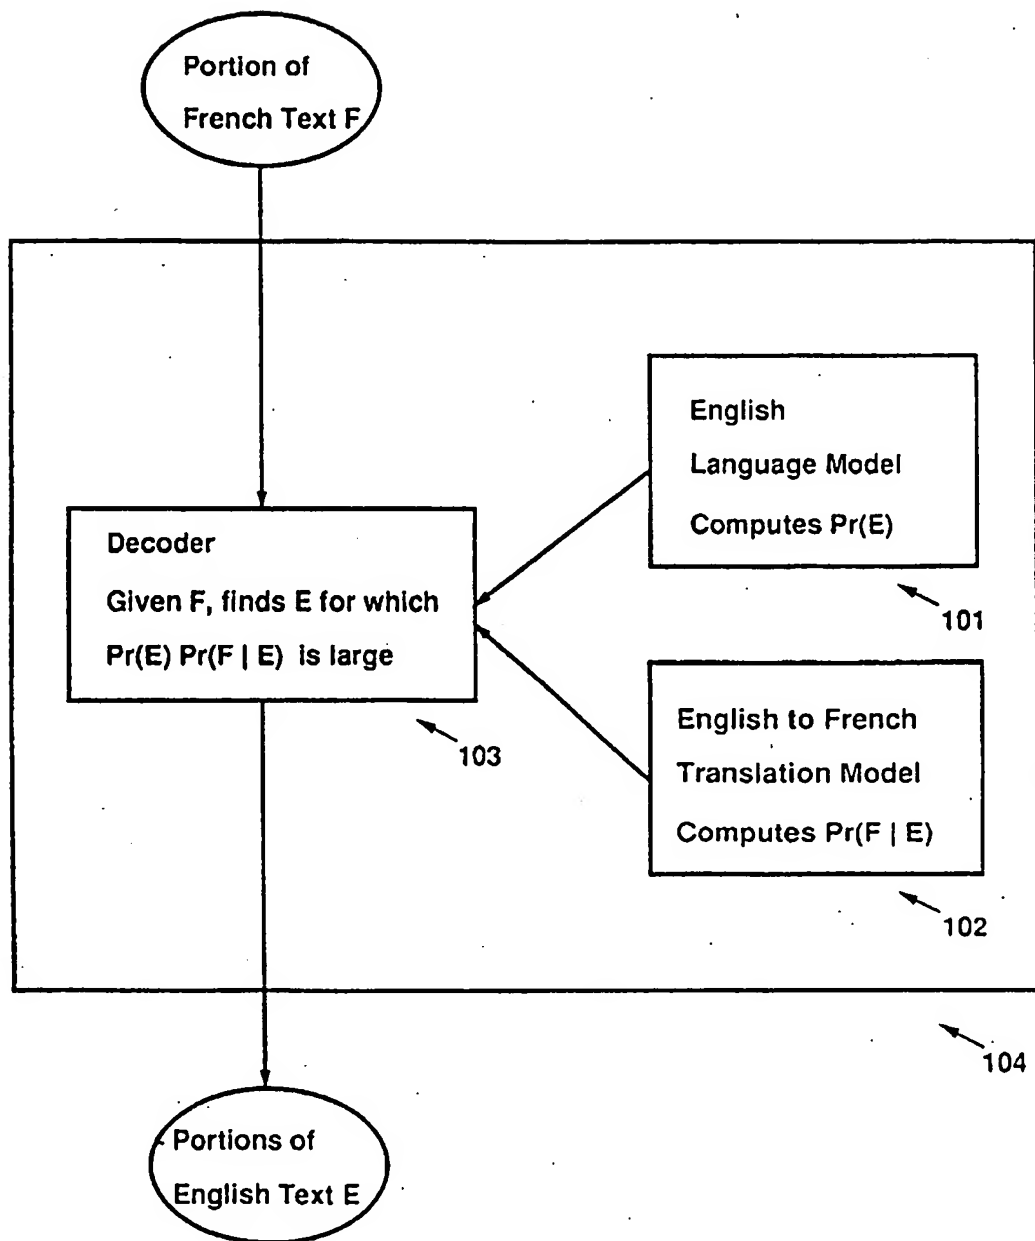 Portion of
French Text F
English
Language Model
Computes Pr(E)
101
Decoder
Given F, finds E for which
Pr(E) Pr(F | E) is large
103
English to French
Translation Model
Computes Pr(F | E)
102
104
Portions of
English Text E